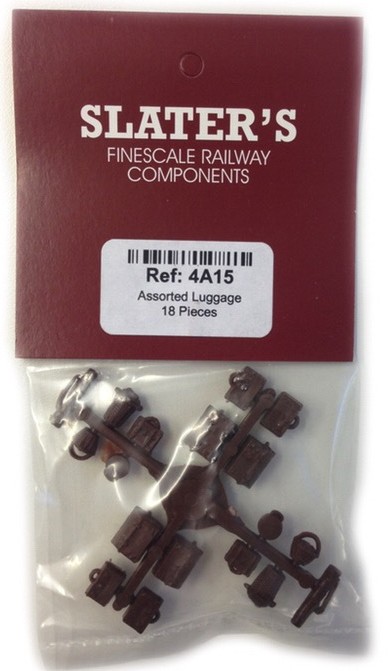 SLATER'S
FINESCALE RAILWAY
COMPONENTS
Ref: 4A15
Assorted Luggage
18 Pieces